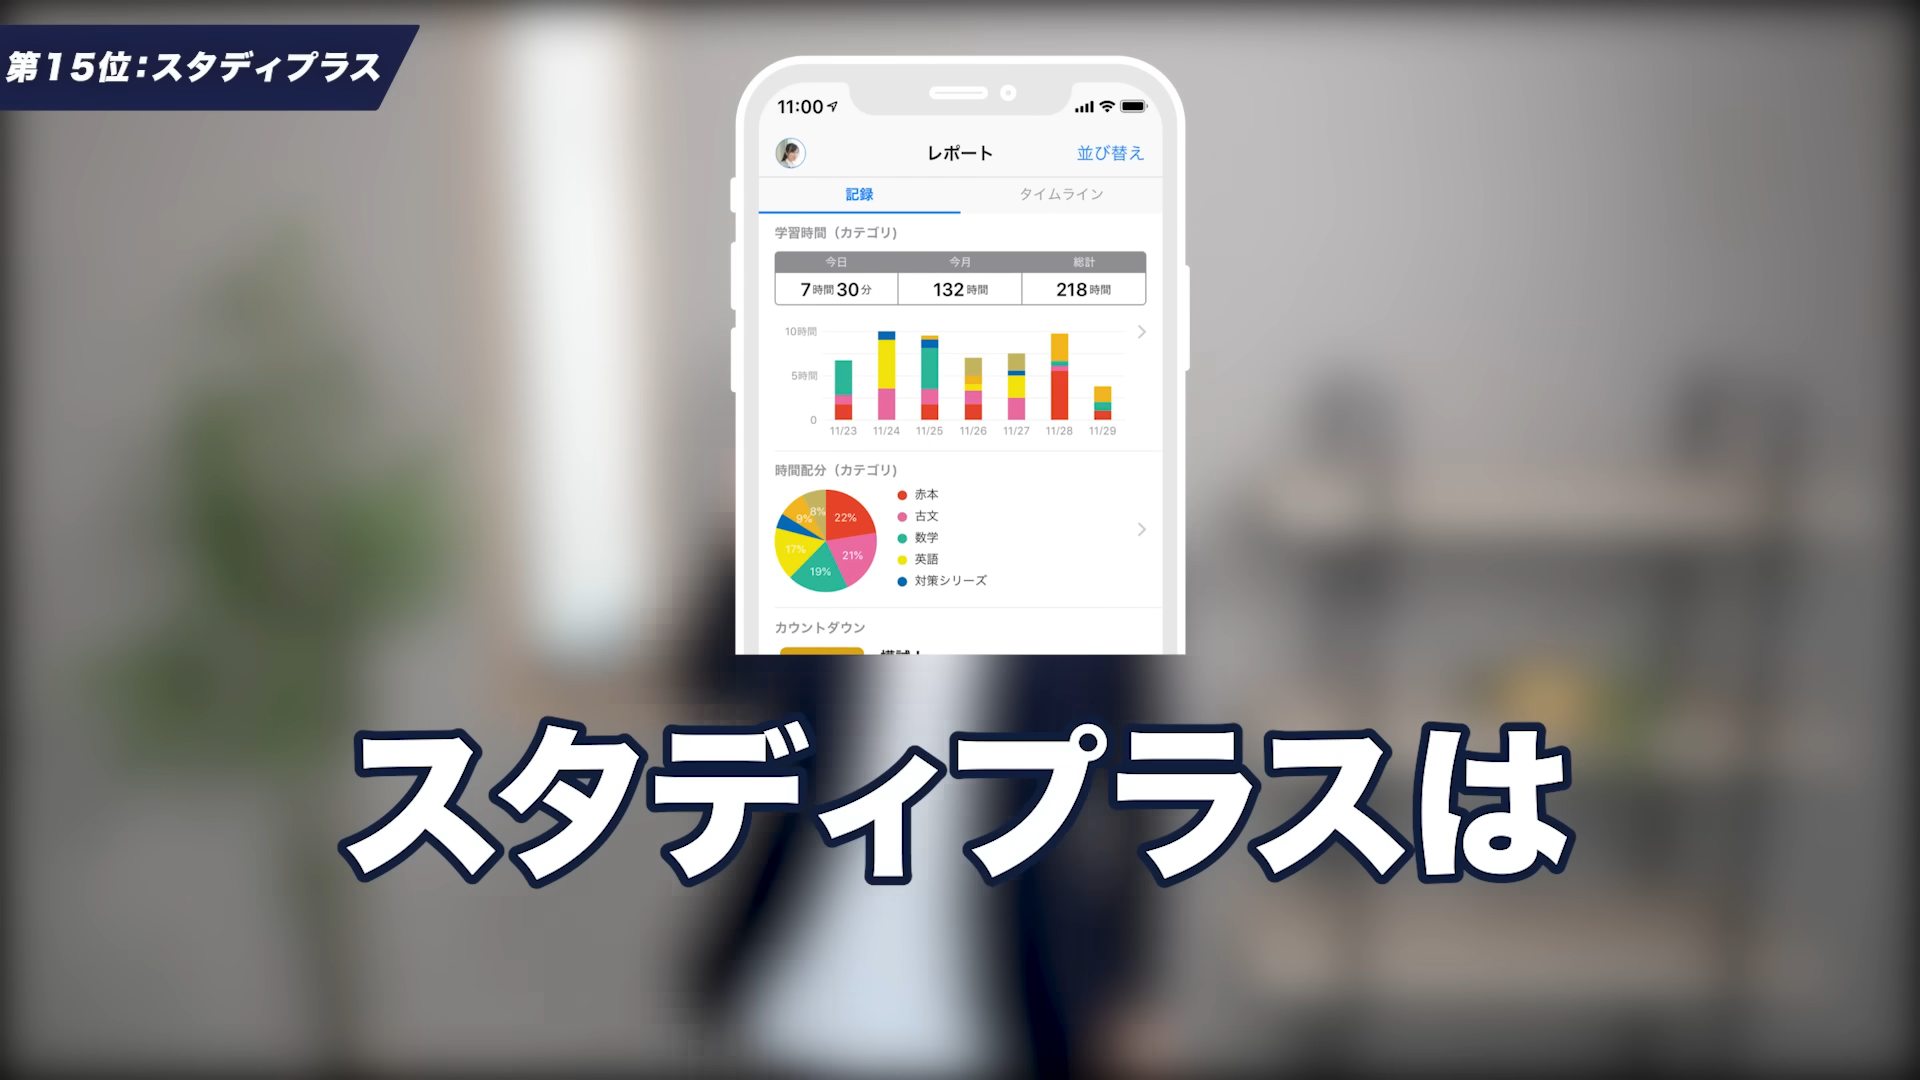 第15位：スタディプラス
11:00
レポート
並び替え
記録
タイムライン
学習時間（カテゴリ）
今日 今月 総計
7時間30分 132時間 218時間
10時間
5時間
0
11/23 11/24 11/25 11/26 11/27 11/28 11/29
時間配分（カテゴリ）
22%
21%
19%
17%
9%
8%
赤本
古文
数学
英語
対策シリーズ
カウントダウン
スタディプラスは